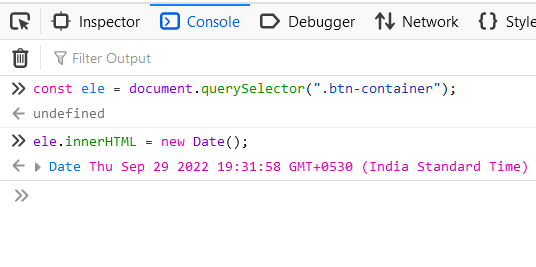 Inspector Console Debugger Network {} Style
Filter Output
>> const ele = document.querySelector(".btn-container");
← undefined
>> ele.innerHTML = new Date();
← ▸ Date Thu Sep 29 2022 19:31:58 GMT+0530 (India Standard Time)
>>